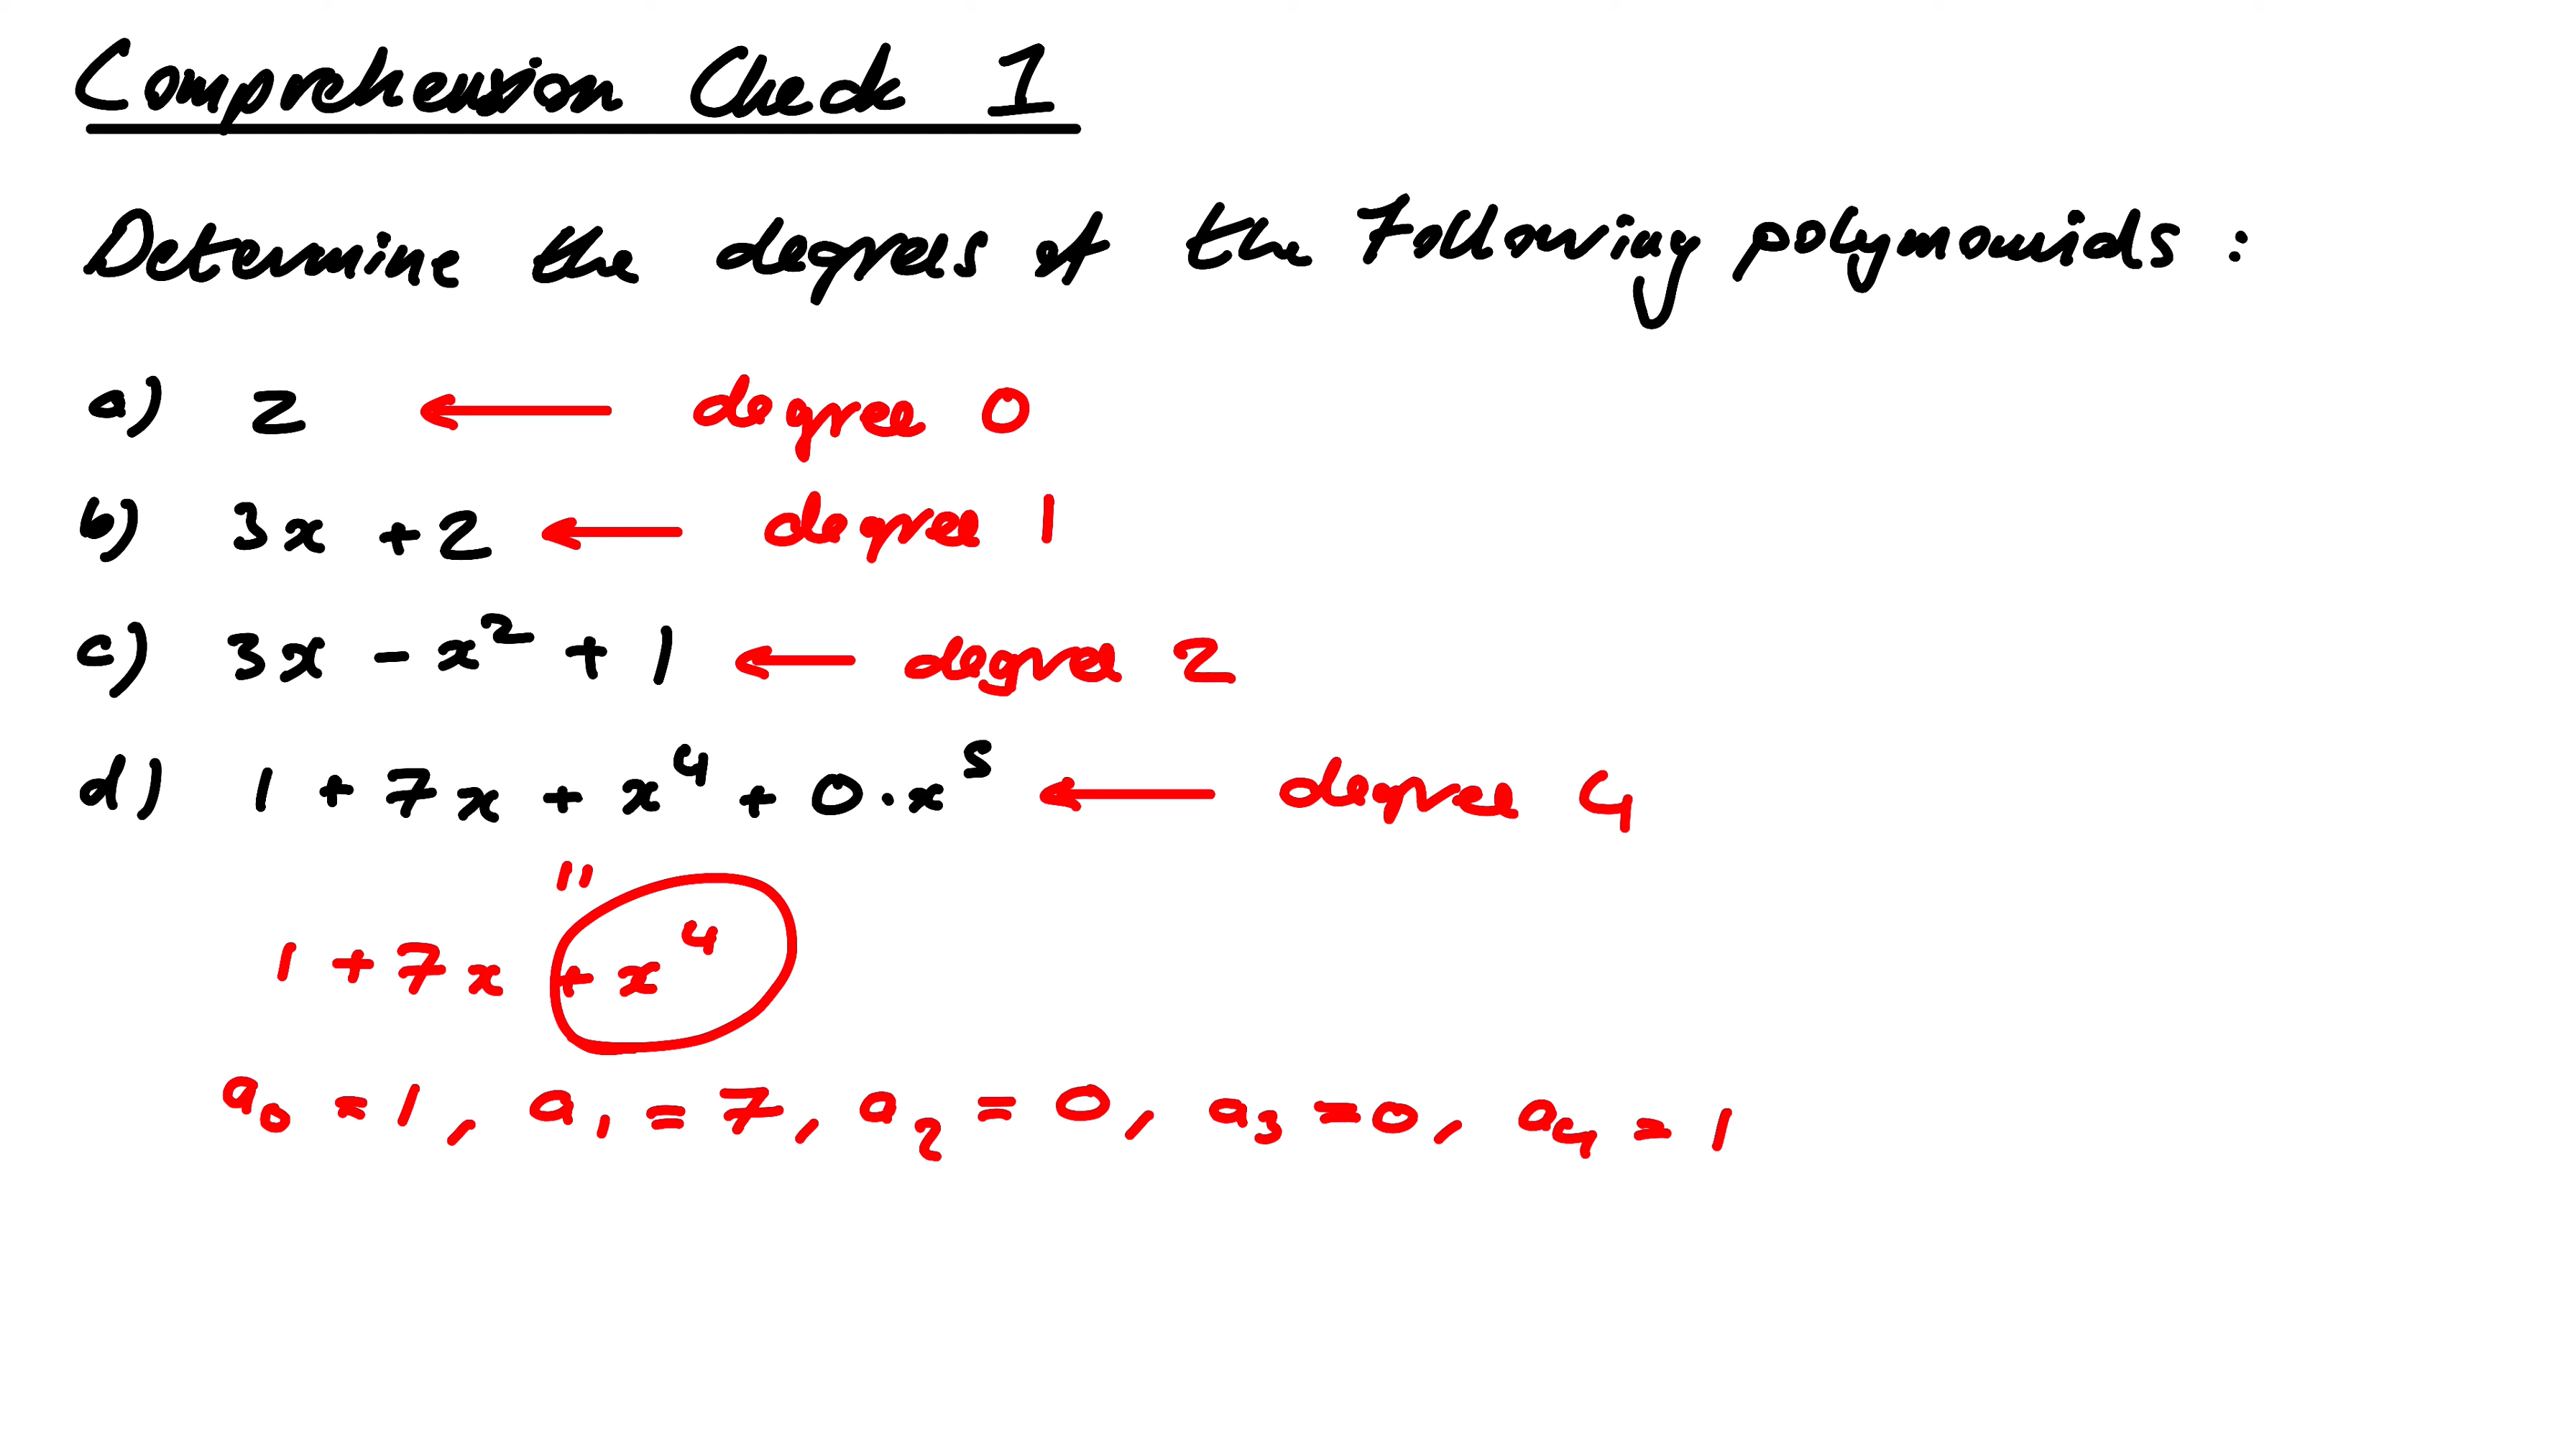 Comprehension Check 1
Determine the degrees of the following polynomials :
a) 2 ← degree 0
b) 3x + 2 ← degree 1
c) 3x - x² + 1 ← degree 2
d) 1 + 7x + x⁴ + 0·x⁵ ← degree 4
"
1 + 7x + x⁴
a₀ = 1, a₁ = 7, a₂ = 0, a₃ = 0, a₄ = 1